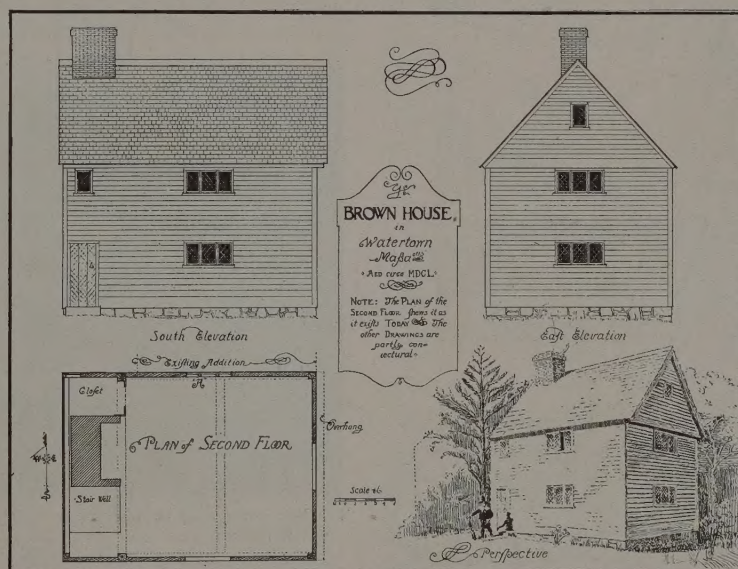 Ye
BROWN HOUSE,
in
Watertown
Maßa
AED circa MDCL
NOTE: The PLAN of the
SECOND FLOOR shews it as
it exists TODAY The
other DRAWINGS are
partly con-
jectural
South Elevation
East Elevation
Existing Addition
A
Closet
PLAN of SECOND FLOOR
Overhang
Stair Well
S
Scale of
Perspective